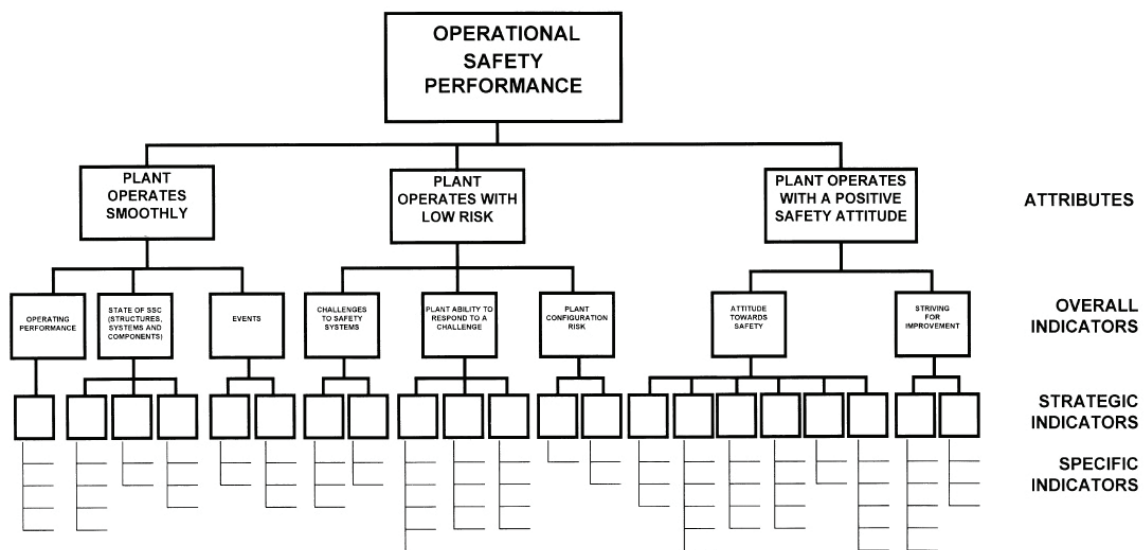 OPERATIONAL
SAFETY
PERFORMANCE
PLANT
OPERATES
SMOOTHLY
PLANT
OPERATES WITH
LOW RISK
PLANT OPERATES
WITH A POSITIVE
SAFETY ATTITUDE
ATTRIBUTES
OPERATING
PERFORMANCE
STATE OF SSC
(STRUCTURES,
SYSTEMS AND
COMPONENTS)
EVENTS
CHALLENGES
TO SAFETY
SYSTEMS
PLANT ABILITY TO
RESPOND TO A
CHALLENGE
PLANT
CONFIGURATION
RISK
ATTITUDE
TOWARDS
SAFETY
STRIVING
FOR
IMPROVEMENT
OVERALL
INDICATORS
STRATEGIC
INDICATORS
SPECIFIC
INDICATORS